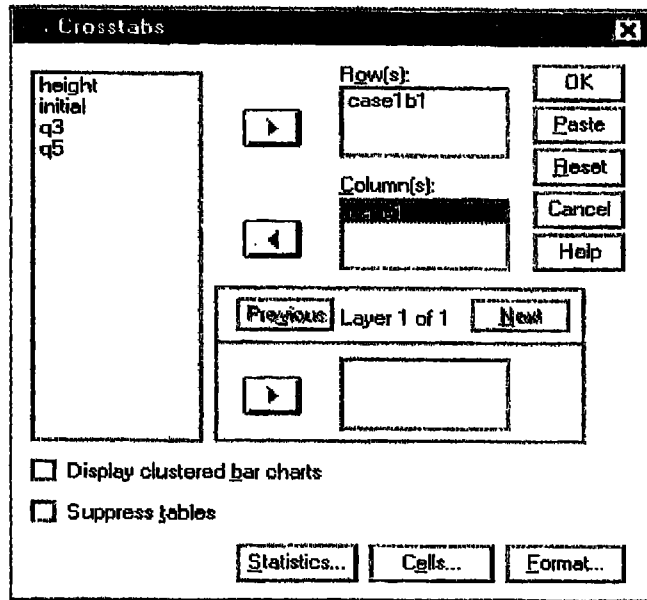 Crosstabs
height
initial
q3
q5
Row(s):
case1b1
Column(s):
OK
Paste
Reset
Cancel
Help
Previous
Layer 1 of 1
Next
Display clustered bar charts
Suppress tables
Statistics...
Cells...
Format...